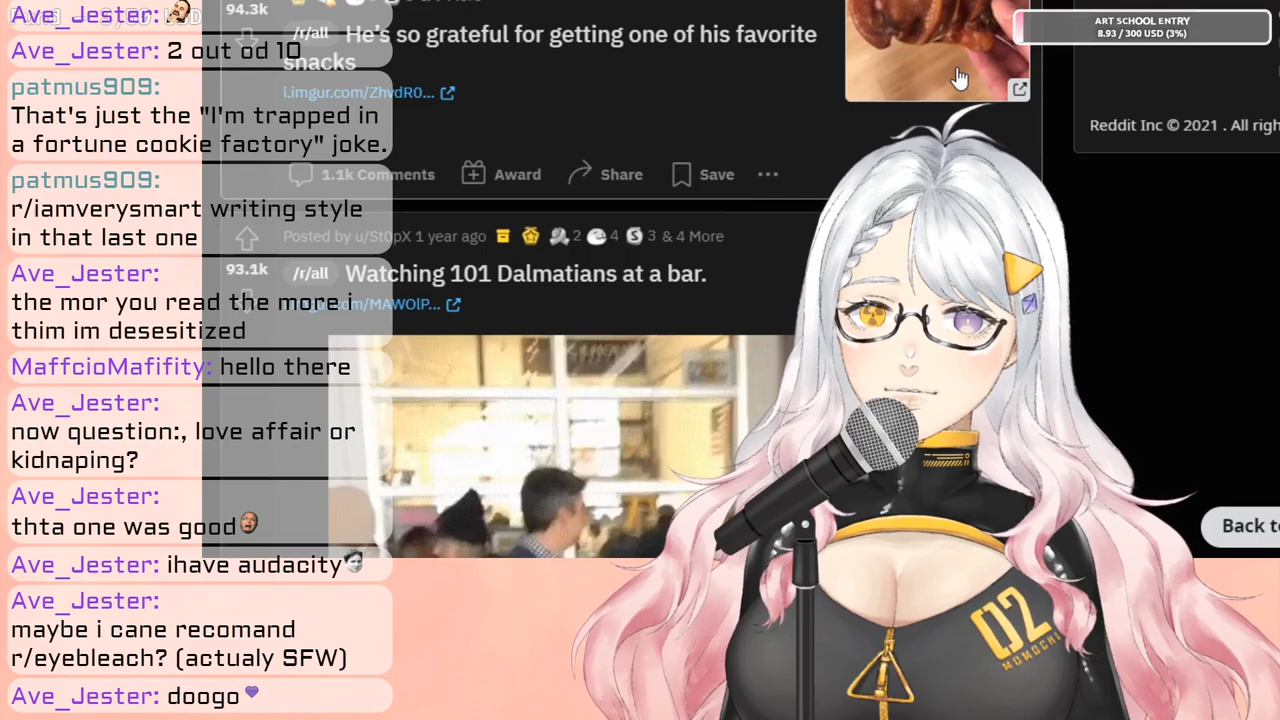 Ave_Jester:
Ave_Jester: 2 out od 10
patmus909:
That's just the "I'm trapped in
a fortune cookie factory" joke.
patmus909:
r/iamverysmart writing style
in that last one
Ave_Jester:
the mor you read the more i
thim im desesitized
MaffcioMafifity: hello there
Ave_Jester:
now question:, love affair or
kidnaping?
Ave_Jester:
thta one was good
Ave_Jester: ihave audacity
Ave_Jester:
maybe i cane recomand
r/eyebleach? (actualy SFW)
Ave_Jester: doogo
94.3k
/r/all He's so grateful for getting one of his favorite
snacks
i.imgur.com/ZhvdR0...
1.1k Comments Award Share Save
Posted by u/St0pX 1 year ago 2 4 3 & 4 More
93.1k
/r/all Watching 101 Dalmatians at a bar.
.com/MAWOlP...
ART SCHOOL ENTRY
8.93 / 300 USD (3%)
Reddit Inc © 2021 . All righ
Back to
02
MOMOCHI